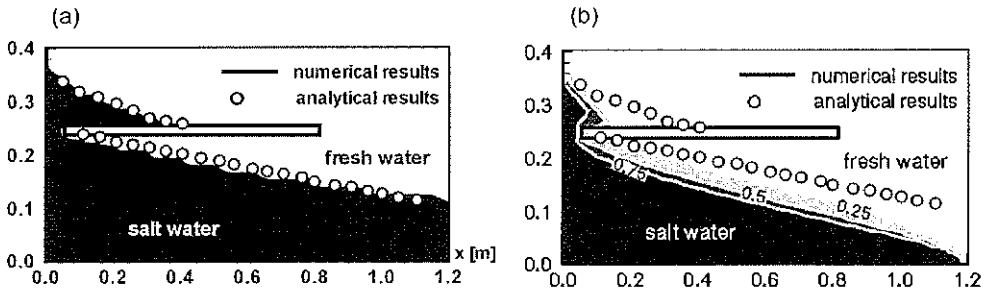 (a)
0.4
0.3
0.2
0.1
0.0
numerical results
analytical results
fresh water
salt water
x [m]
0.0 0.2 0.4 0.6 0.8 1.0 1.2
(b)
0.4
0.3
0.2
0.1
0.0
numerical results
analytical results
fresh water
0.75
0.5
0.25
salt water
0.0 0.2 0.4 0.6 0.8 1.0 1.2